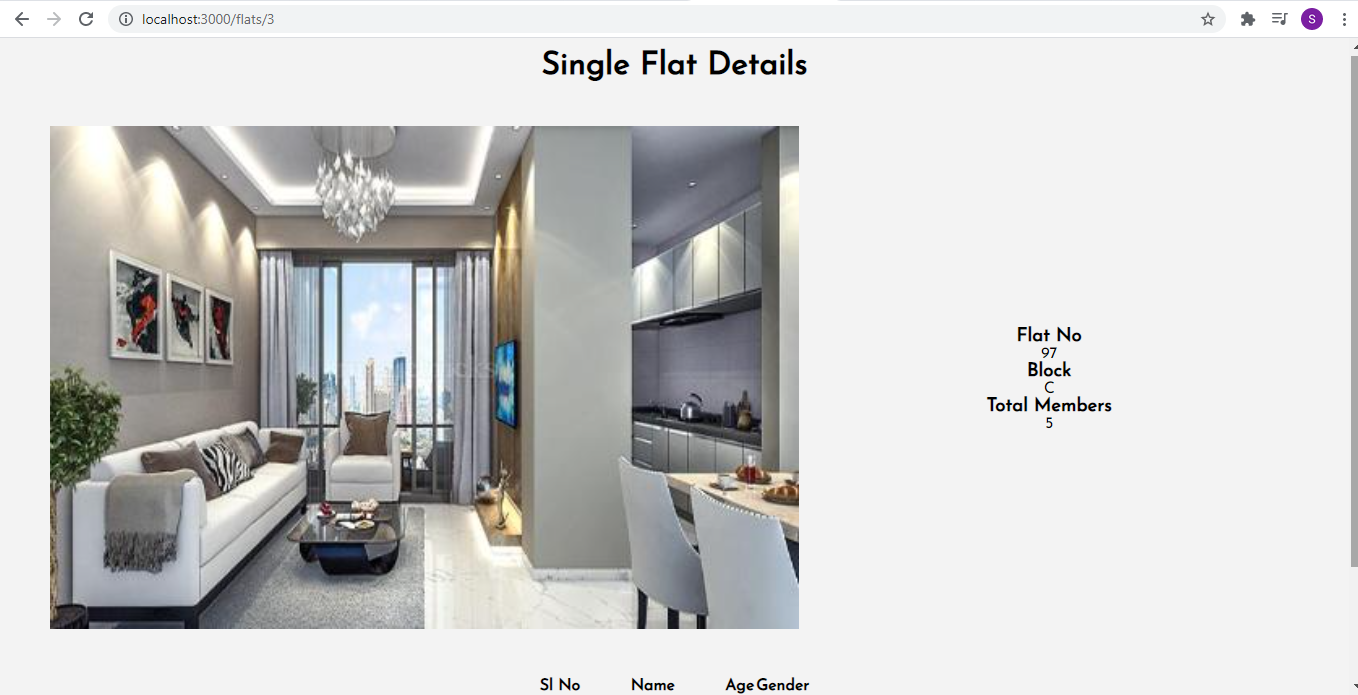 localhost:3000/flats/3
S
Single Flat Details
Flat No
97
Block
C
Total Members
5
Sl No Name Age Gender